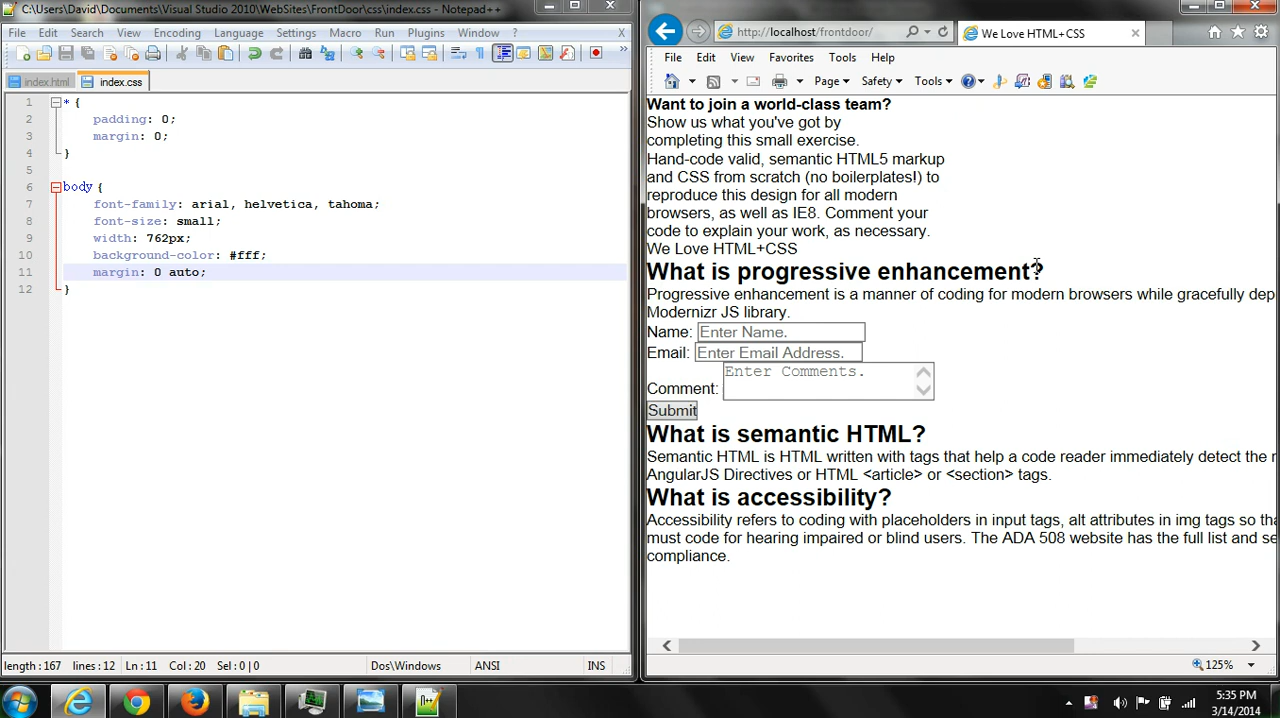 C:\Users\David\Documents\Visual Studio 2010\WebSites\FrontDoor\css\index.css - Notepad++
File Edit Search View Encoding Language Settings Macro Run Plugins Window ? X
index.html index.css
1 * {
2 padding: 0;
3 margin: 0;
4 }
5
6 body {
7 font-family: arial, helvetica, tahoma;
8 font-size: small;
9 width: 762px;
10 background-color: #fff;
11 margin: 0 auto;
12 }
length : 167 lines : 12 Ln : 11 Col : 20 Sel : 0 | 0 Dos\Windows ANSI INS
http://localhost/frontdoor/ We Love HTML+CSS
File Edit View Favorites Tools Help
Page Safety Tools
Want to join a world-class team?
Show us what you've got by
completing this small exercise.
Hand-code valid, semantic HTML5 markup
and CSS from scratch (no boilerplates!) to
reproduce this design for all modern
browsers, as well as IE8. Comment your
code to explain your work, as necessary.
We Love HTML+CSS
What is progressive enhancement?
Progressive enhancement is a manner of coding for modern browsers while gracefully dep
Modernizr JS library.
Name: Enter Name.
Email: Enter Email Address.
Comment: Enter Comments.
Submit
What is semantic HTML?
Semantic HTML is HTML written with tags that help a code reader immediately detect the
AngularJS Directives or HTML <article> or <section> tags.
What is accessibility?
Accessibility refers to coding with placeholders in input tags, alt attributes in img tags so
must code for hearing impaired or blind users. The ADA 508 website has the full list and se
compliance.
125%
5:35 PM
3/14/2014